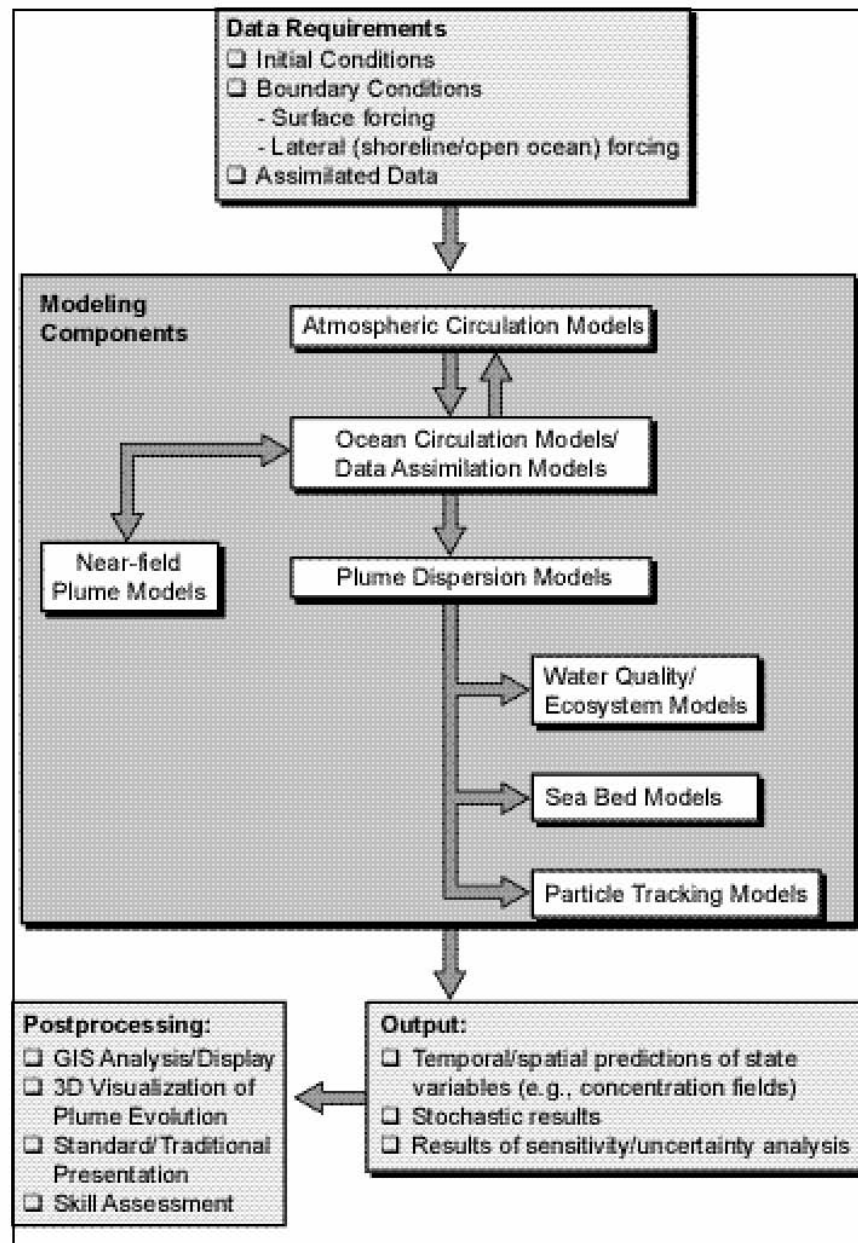 Data Requirements
❑ Initial Conditions
❑ Boundary Conditions
- Surface forcing
- Lateral (shoreline/open ocean) forcing
❑ Assimilated Data
Modeling
Components
Atmospheric Circulation Models
Ocean Circulation Models/
Data Assimilation Models
Near-field
Plume Models
Plume Dispersion Models
Water Quality/
Ecosystem Models
Sea Bed Models
Particle Tracking Models
Postprocessing:
❑ GIS Analysis/Display
❑ 3D Visualization of
Plume Evolution
❑ Standard/Traditional
Presentation
❑ Skill Assessment
Output:
❑ Temporal/spatial predictions of state
variables (e.g., concentration fields)
❑ Stochastic results
❑ Results of sensitivity/uncertainty analysis